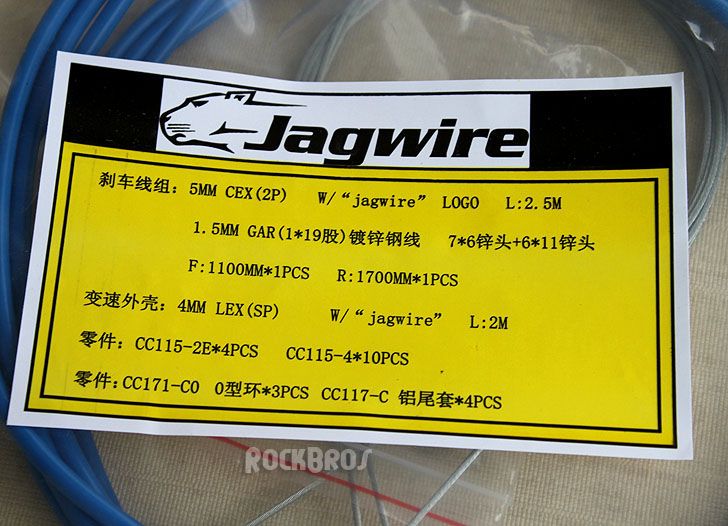 Jagwire
刹车线组：5MM CEX(2P) W/“jagwire” LOGO L:2.5M
1.5MM GAR(1*19股)镀锌钢线 7*6锌头+6*11锌头
F:1100MM*1PCS R:1700MM*1PCS
变速外壳：4MM LEX(SP) W/“jagwire” L:2M
零件：CC115-2E*4PCS CC115-4*10PCS
零件：CC171-CO O型环*3PCS CC117-C 铝尾套*4PCS
ROCKBROS